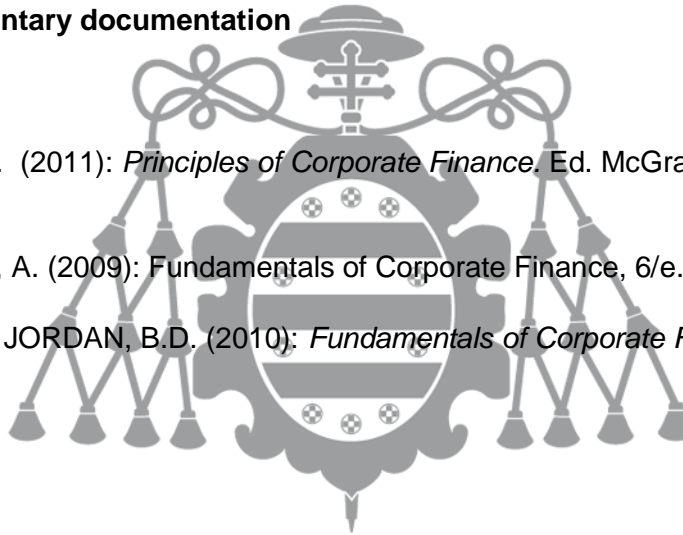 ntary documentation
. (2011): Principles of Corporate Finance. Ed. McGra
, A. (2009): Fundamentals of Corporate Finance, 6/e.
JORDAN, B.D. (2010): Fundamentals of Corporate F